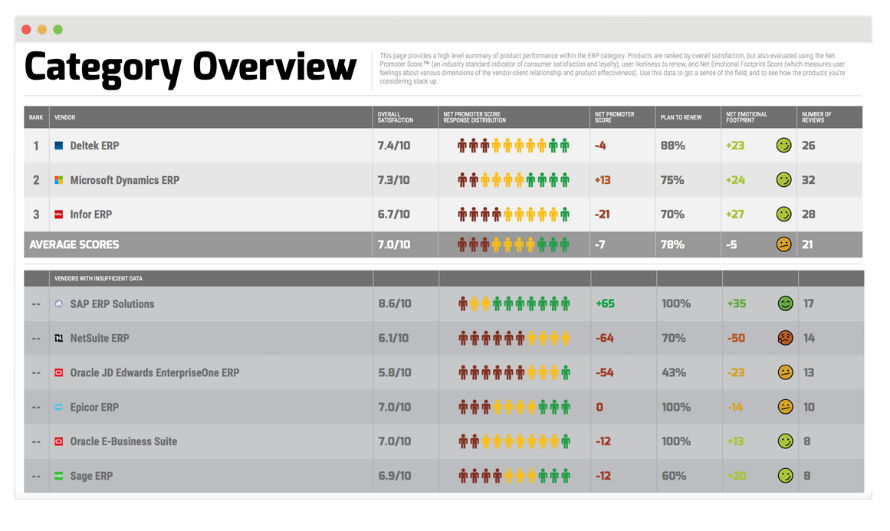 Category Overview
This page provides a high level summary of product performance within the ERP category. Products are ranked by overall satisfaction, but also evaluated using the Net
Promoter Score™ (an industry standard indicator of consumer satisfaction and loyalty), user likeliness to renew, and Net Emotional Footprint Score (which measures user
feelings about various dimensions of the vendor-client relationship and product effectiveness). Use this data to get a sense of the field, and to see how the products you're
considering stack up.
RANK VENDOR OVERALL SATISFACTION NET PROMOTER SCORE RESPONSE DISTRIBUTION NET PROMOTER SCORE PLAN TO RENEW NET EMOTIONAL FOOTPRINT NUMBER OF REVIEWS
1 Deltek ERP 7.4/10 -4 88% +23 26
2 Microsoft Dynamics ERP 7.3/10 +13 75% +24 32
3 Infor ERP 6.7/10 -21 70% +27 28
AVERAGE SCORES 7.0/10 -7 78% -5 21
VENDORS WITH INSUFFICIENT DATA
-- SAP ERP Solutions 8.6/10 +65 100% +35 17
-- NetSuite ERP 6.1/10 -64 70% -50 14
-- Oracle JD Edwards EnterpriseOne ERP 5.8/10 -54 43% -23 13
-- Epicor ERP 7.0/10 0 100% -14 10
-- Oracle E-Business Suite 7.0/10 -12 100% +13 8
-- Sage ERP 6.9/10 -12 60% +20 8